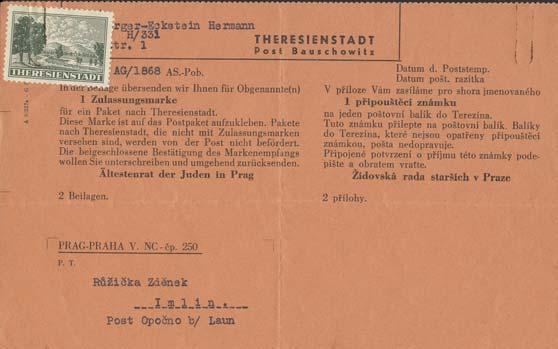 rger-Eckstein Hermann
H/331
tr. 1
THERESIENSTADT
Post Bauschowitz
THERESIENSTADT
AG/1868 AS.-Pob.
Datum d. Poststemp.
Datum pošt. razítka
In der Beilage übersenden wir Ihnen für Obgenannte(n)
1 Zulassungsmarke
für ein Paket nach Theresienstadt.
Diese Marke ist auf das Postpaket aufzukleben. Pakete
nach Theresienstadt, die nicht mit Zulassungsmarken
versehen sind, werden von der Post nicht befördert.
Die beigeschlossene Bestätigung des Markenempfangs
wollen Sie unterschreiben und umgehend zurücksenden.
Ältestenrat der Juden in Prag
2 Beilagen.
V příloze Vám zasíláme pro shora jmenovaného
1 připouštěcí známku
na jeden poštovní balík do Terezína.
Tuto známku přilepte na poštovní balík. Balíky
do Terezína, které nejsou opatřeny připouštěcí
známkou, pošta nedopravuje.
Připojené potvrzení o příjmu této známky pode-
pište a obratem vraťte.
Židovská rada starších v Praze
2 přílohy.
PRAG-PRAHA V. NC - čp. 250
P. T.
Růžička Zděnek
Imlin.
Post Opočno b/ Laun